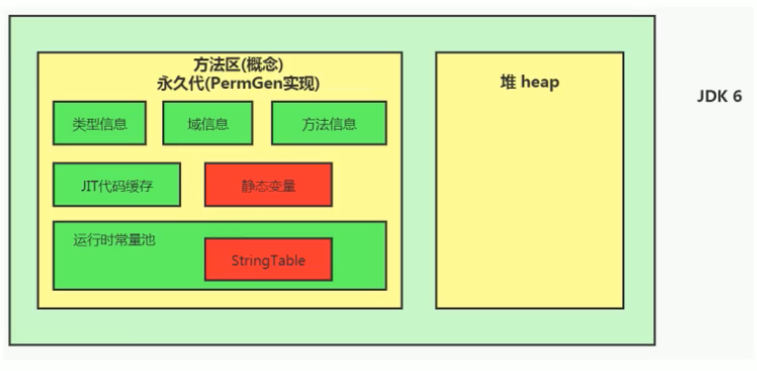 方法区(概念)
永久代(PermGen实现)
堆 heap
JDK 6
类型信息
域信息
方法信息
JIT代码缓存
静态变量
运行时常量池
StringTable